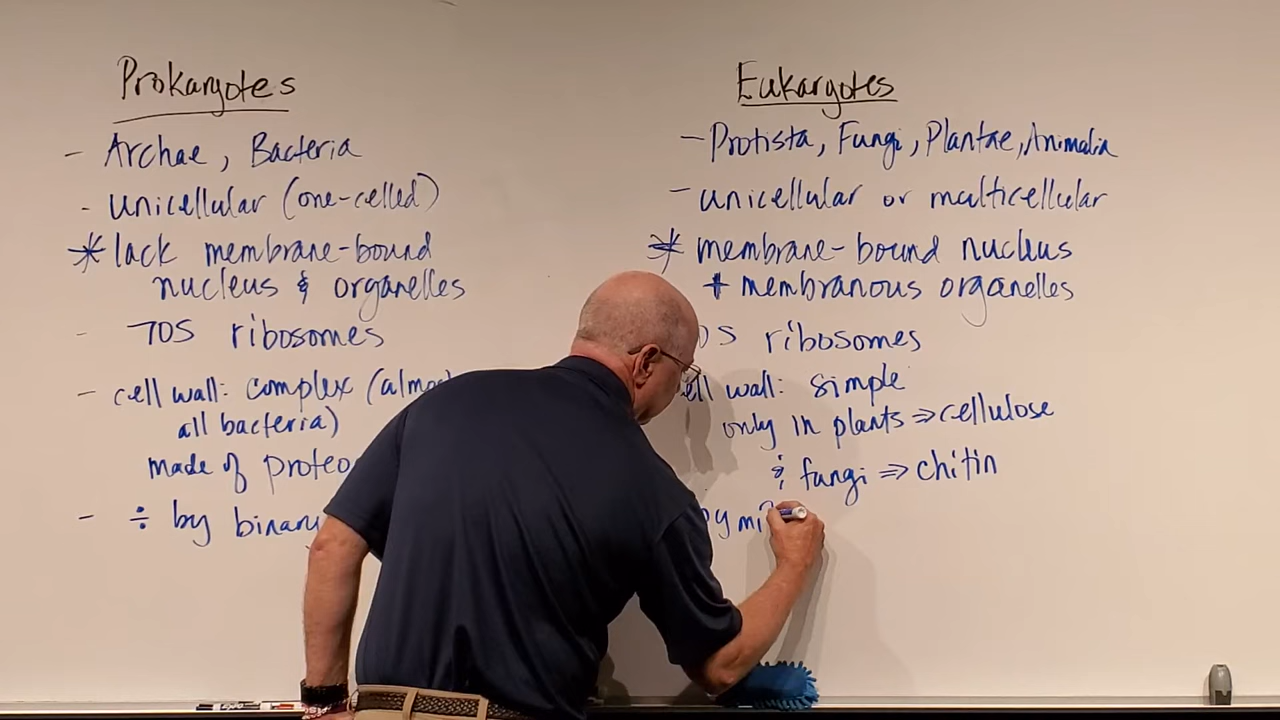 Prokaryotes
- Archae, Bacteria
- Unicellular (one-celled)
* lack membrane-bound
nucleus & organelles
- 70S ribosomes
- cell wall: complex
all bacteria)
made of
- ÷ by
Eukaryotes
- Protista, Fungi, Plantae, Animalia
- unicellular or multicellular
* membrane-bound nucleus
+ membranous organelles
ribosomes
wall: simple
only in plants ⇒ cellulose
& fungi ⇒ chitin